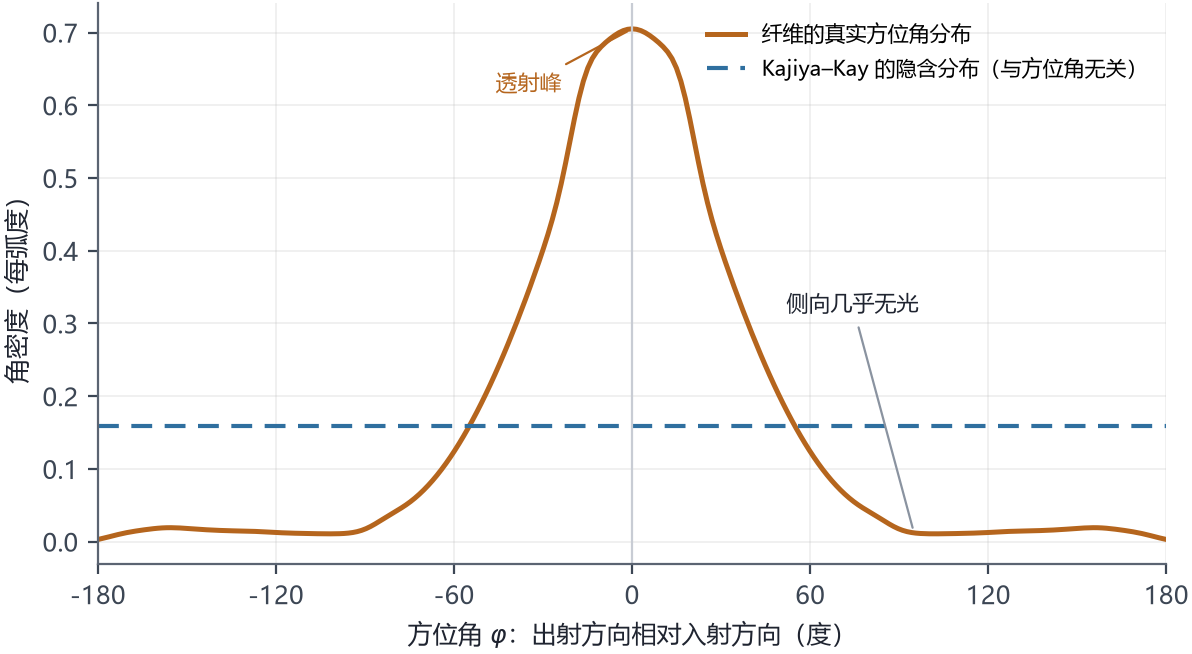 纤维的真实方位角分布
Kajiya–Kay 的隐含分布（与方位角无关）
透射峰
侧向几乎无光
角密度（每弧度）
0.7
0.6
0.5
0.4
0.3
0.2
0.1
0.0
-180
-120
-60
0
60
120
180
方位角 φ：出射方向相对入射方向（度）